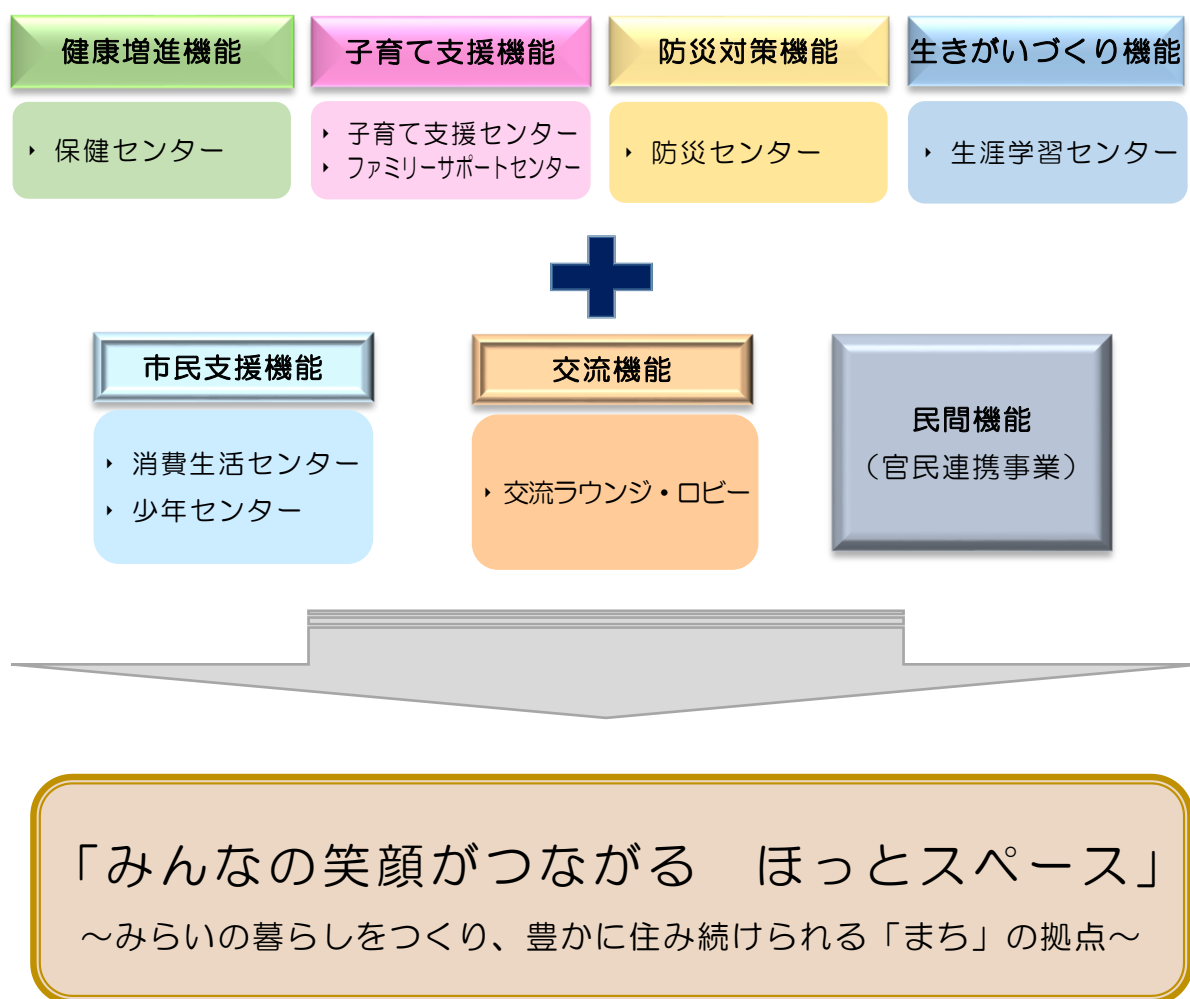 健康増進機能
子育て支援機能
防災対策機能
生きがいづくり機能
‣ 保健センター
‣ 子育て支援センター
‣ ファミリーサポートセンター
‣ 防災センター
‣ 生涯学習センター
市民支援機能
交流機能
民間機能
（官民連携事業）
‣ 消費生活センター
‣ 少年センター
‣ 交流ラウンジ・ロビー
「みんなの笑顔がつながる　ほっとスペース」
～みらいの暮らしをつくり、豊かに住み続けられる「まち」の拠点～